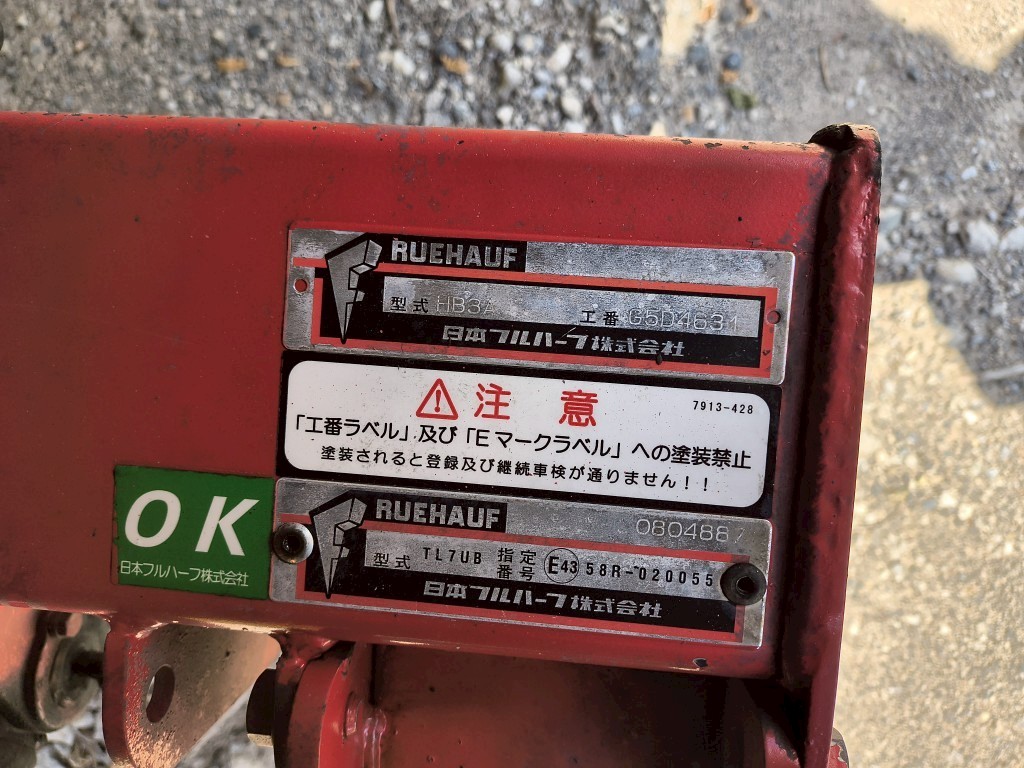 FRUEHAUF
型式 HB3A 工番 G5D4634
日本フルハーフ株式会社
⚠注意 7913-428
「工番ラベル」及び「Eマークラベル」への塗装禁止
塗装されると登録及び継続車検が通りません！！
OK
日本フルハーフ株式会社
FRUEHAUF 0804887
型式 TL7UB 指定番号 E43 58R-020055
日本フルハーフ株式会社